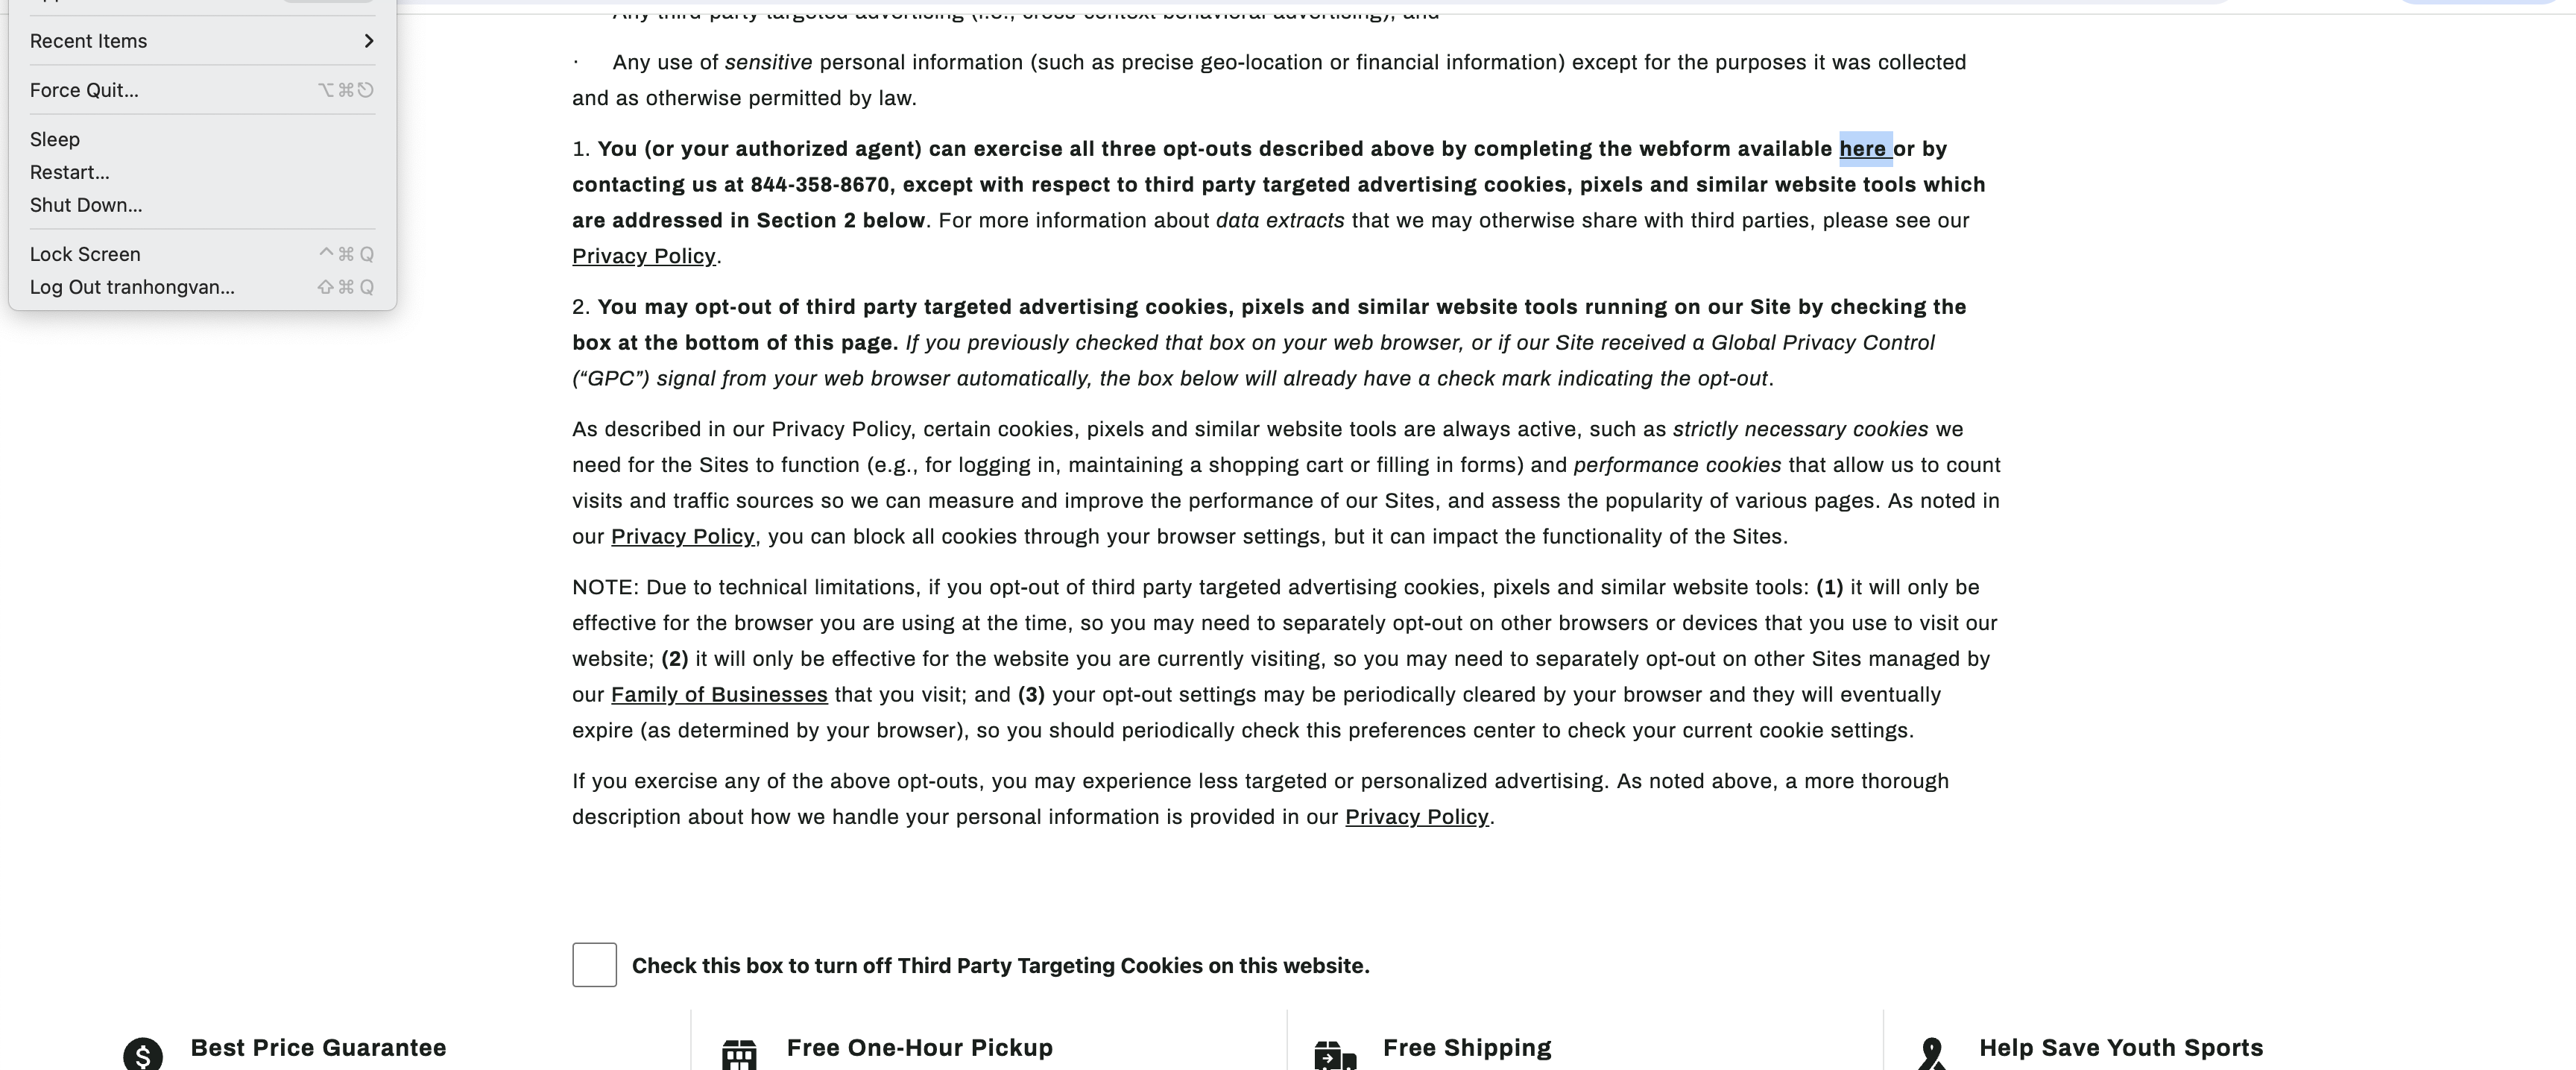 Recent Items
Force Quit... ⌥⌘⎋
Sleep
Restart...
Shut Down...
Lock Screen ^⌘Q
Log Out tranhongvan... ⇧⌘Q
Any third party targeted advertising (i.e., cross-context behavioral advertising); and
· Any use of sensitive personal information (such as precise geo-location or financial information) except for the purposes it was collected
and as otherwise permitted by law.
1. You (or your authorized agent) can exercise all three opt-outs described above by completing the webform available here or by
contacting us at 844-358-8670, except with respect to third party targeted advertising cookies, pixels and similar website tools which
are addressed in Section 2 below. For more information about data extracts that we may otherwise share with third parties, please see our
Privacy Policy.
2. You may opt-out of third party targeted advertising cookies, pixels and similar website tools running on our Site by checking the
box at the bottom of this page. If you previously checked that box on your web browser, or if our Site received a Global Privacy Control
(“GPC”) signal from your web browser automatically, the box below will already have a check mark indicating the opt-out.
As described in our Privacy Policy, certain cookies, pixels and similar website tools are always active, such as strictly necessary cookies we
need for the Sites to function (e.g., for logging in, maintaining a shopping cart or filling in forms) and performance cookies that allow us to count
visits and traffic sources so we can measure and improve the performance of our Sites, and assess the popularity of various pages. As noted in
our Privacy Policy, you can block all cookies through your browser settings, but it can impact the functionality of the Sites.
NOTE: Due to technical limitations, if you opt-out of third party targeted advertising cookies, pixels and similar website tools: (1) it will only be
effective for the browser you are using at the time, so you may need to separately opt-out on other browsers or devices that you use to visit our
website; (2) it will only be effective for the website you are currently visiting, so you may need to separately opt-out on other Sites managed by
our Family of Businesses that you visit; and (3) your opt-out settings may be periodically cleared by your browser and they will eventually
expire (as determined by your browser), so you should periodically check this preferences center to check your current cookie settings.
If you exercise any of the above opt-outs, you may experience less targeted or personalized advertising. As noted above, a more thorough
description about how we handle your personal information is provided in our Privacy Policy.
Check this box to turn off Third Party Targeting Cookies on this website.
Best Price Guarantee
Free One-Hour Pickup
Free Shipping
Help Save Youth Sports